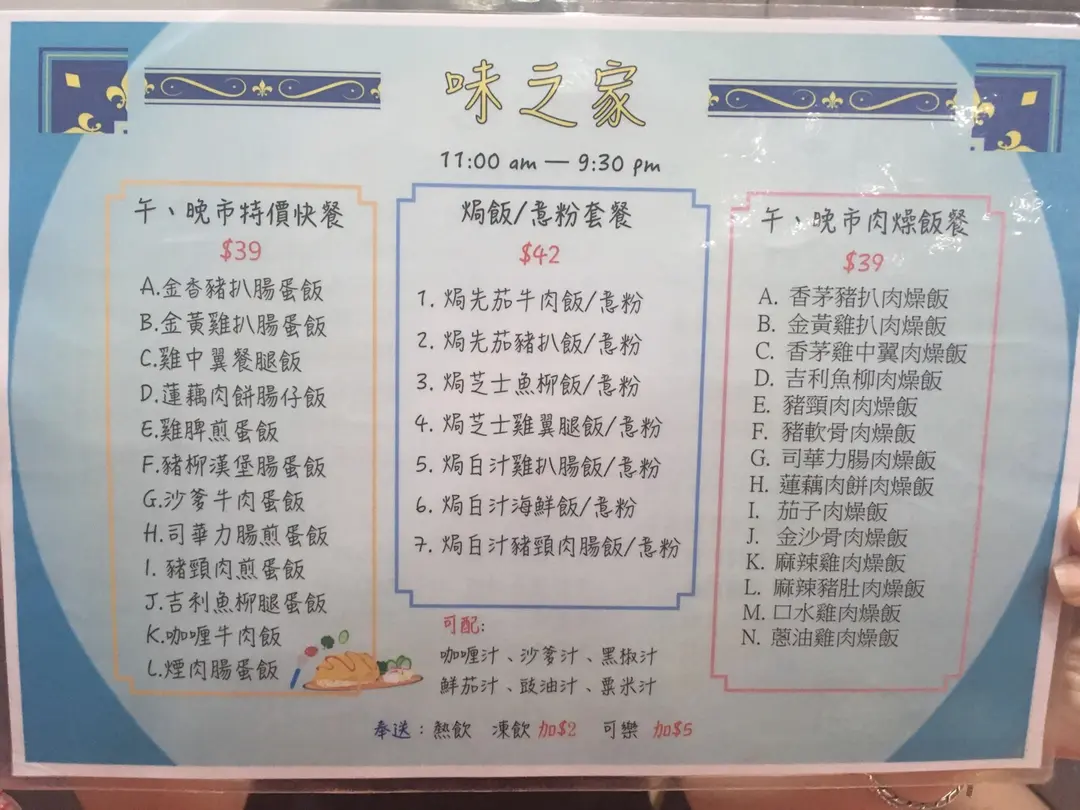 味之家
11:00 am — 9:30 pm
午、晚市特價快餐
$39
A.金香豬扒腸蛋飯
B.金黃雞扒腸蛋飯
C.雞中翼餐腿飯
D.蓮藕肉餅腸仔飯
E.雞脾煎蛋飯
F.豬柳漢堡腸蛋飯
G.沙爹牛肉蛋飯
H.司華力腸煎蛋飯
I. 豬頸肉煎蛋飯
J.吉利魚柳腿蛋飯
K.咖喱牛肉飯
L.煙肉腸蛋飯
焗飯/意粉套餐
$42
1. 焗先茄牛肉飯/意粉
2. 焗先茄豬扒飯/意粉
3. 焗芝士魚柳飯/意粉
4. 焗芝士雞翼腿飯/意粉
5. 焗白汁雞扒腸飯/意粉
6. 焗白汁海鮮飯/意粉
7. 焗白汁豬頸肉腸飯/意粉
可配:
咖喱汁、沙爹汁、黑椒汁
鮮茄汁、豉油汁、粟米汁
午、晚市肉燥飯餐
$39
A. 香茅豬扒肉燥飯
B. 金黃雞扒肉燥飯
C. 香茅雞中翼肉燥飯
D. 吉利魚柳肉燥飯
E. 豬頸肉肉燥飯
F. 豬軟骨肉燥飯
G. 司華力腸肉燥飯
H. 蓮藕肉餅肉燥飯
I. 茄子肉燥飯
J. 金沙骨肉燥飯
K. 麻辣雞肉燥飯
L. 麻辣豬肚肉燥飯
M. 口水雞肉燥飯
N. 蔥油雞肉燥飯
奉送：熱飲 凍飲 加$2 可樂 加$5